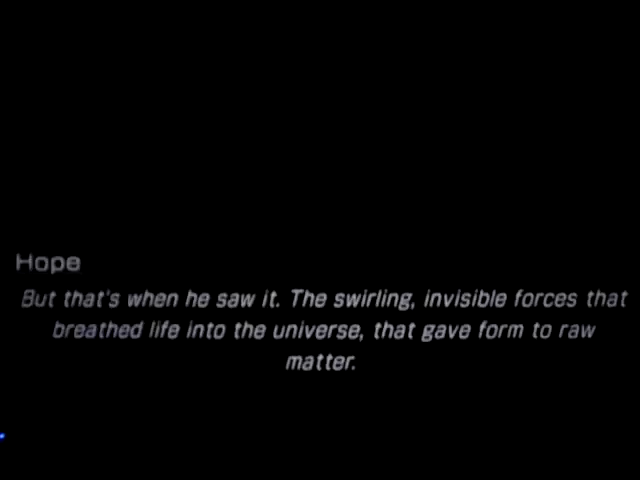 Hope
But that's when he saw it. The swirling, invisible forces that
breathed life into the universe, that gave form to raw
matter.